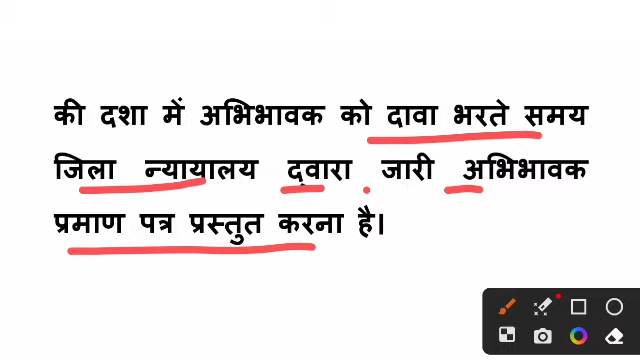 की दशा में अभिभावक को दावा भरते समय
जिला न्यायालय द्वारा जारी अभिभावक
प्रमाण पत्र प्रस्तुत करना है।